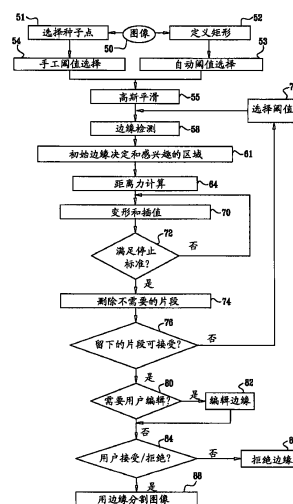 51
52
选择种子点
图像
定义矩形
50
54
53
手工阈值选择
自动阈值选择
高斯平滑
55
选择阈值
边缘检测
58
初始边缘决定和感兴趣的区域
61
距离力计算
64
变形和插值
70
72
满足停止
标准?
否
是
删除不需要的片段
74
76
留下的片段可接受?
否
是
80
需要用户编辑?
是
编辑边缘
82
否
84
用户接受/拒绝?
否
拒绝边缘
是
88
用边缘分割图像